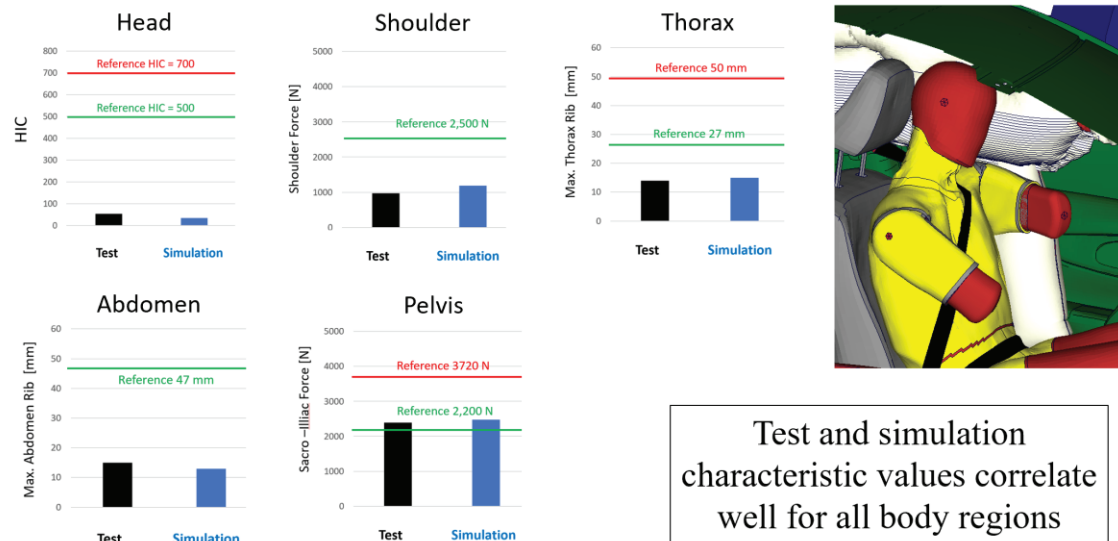 Head
HIC
800
700
600
500
400
300
200
100
0
Reference HIC = 700
Reference HIC = 500
Test
Simulation
Shoulder
Shoulder Force [N]
5000
4000
3000
2000
1000
0
Reference 2,500 N
Test
Simulation
Thorax
Max. Thorax Rib [mm]
60
50
40
30
20
10
0
Reference 50 mm
Reference 27 mm
Test
Simulation
Abdomen
Max. Abdomen Rib [mm]
60
50
40
30
20
10
0
Reference 47 mm
Test
Simulation
Pelvis
Sacro –Illiac Force [N]
5000
4000
3000
2000
1000
0
Reference 3720 N
Reference 2,200 N
Test
Simulation
Test and simulation
characteristic values correlate
well for all body regions